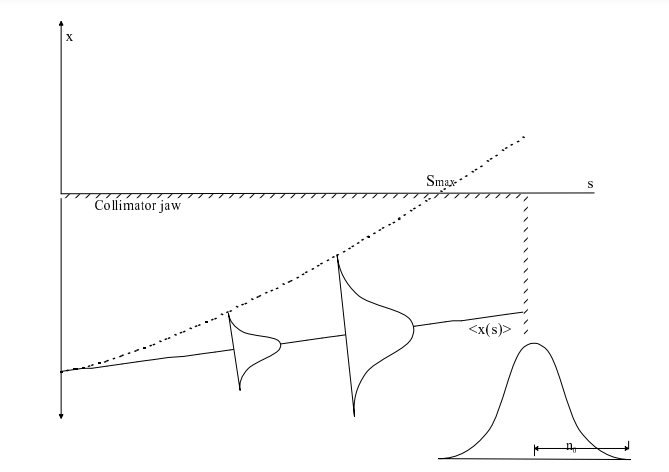 x
Smax
s
Collimator jaw
<x(s)>
n₀